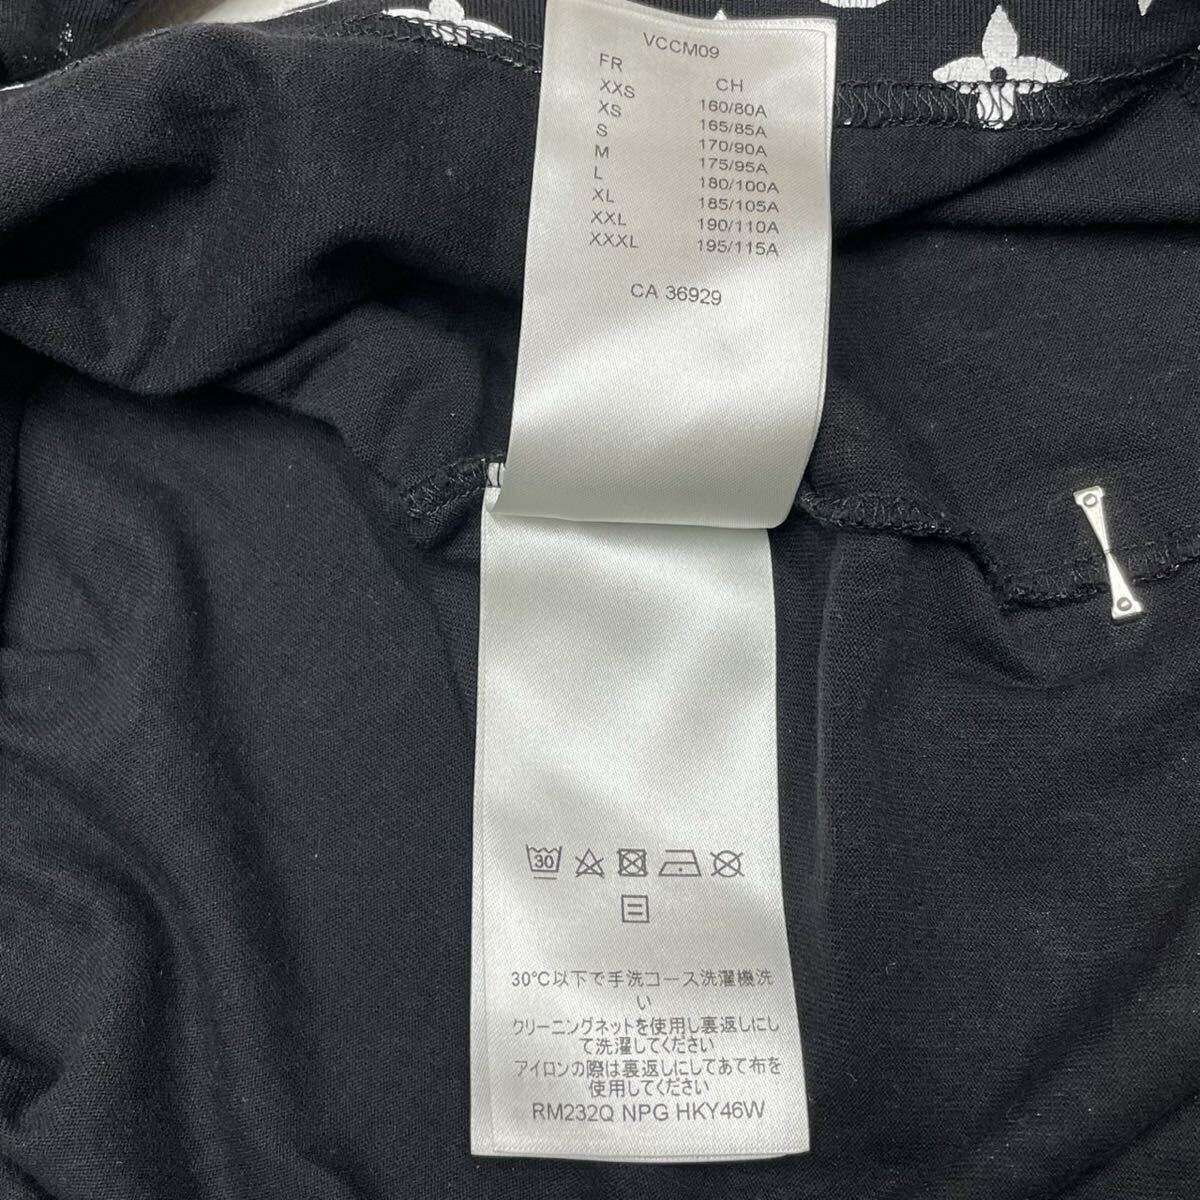 VCCM09
FR CH
XXS 160/80A
XS 165/85A
S 170/90A
M 175/95A
L 180/100A
XL 185/105A
XXL 190/110A
XXXL 195/115A
CA 36929
30
30℃以下で手洗コース洗濯機洗
い
クリーニングネットを使用し裏返しにし
て洗濯してください
アイロンの際は裏返しにしてあて布を
使用してください
RM232Q NPG HKY46W